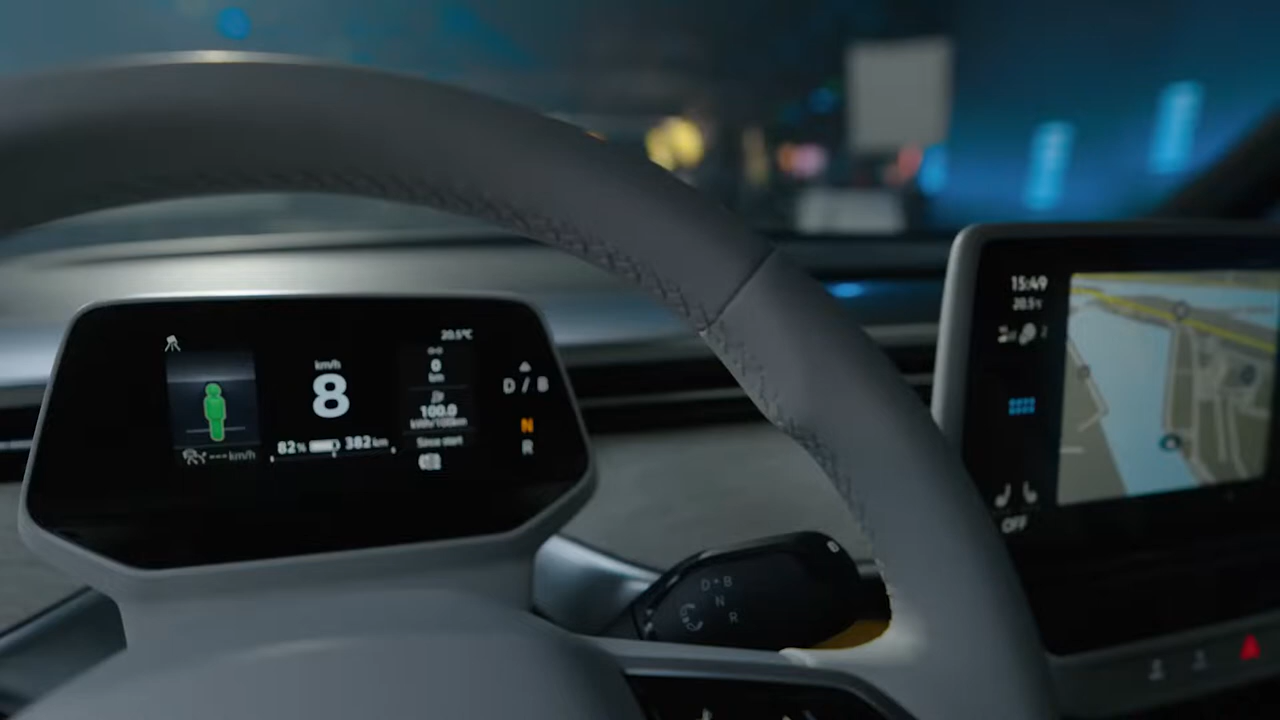 20.5°C
km/h
8
0
km
100.0
kWh/100km
Since start
82% 382 km
--- km/h
D / B
N
R
15:49
20.5°C
2
OFF
D • B
N
R